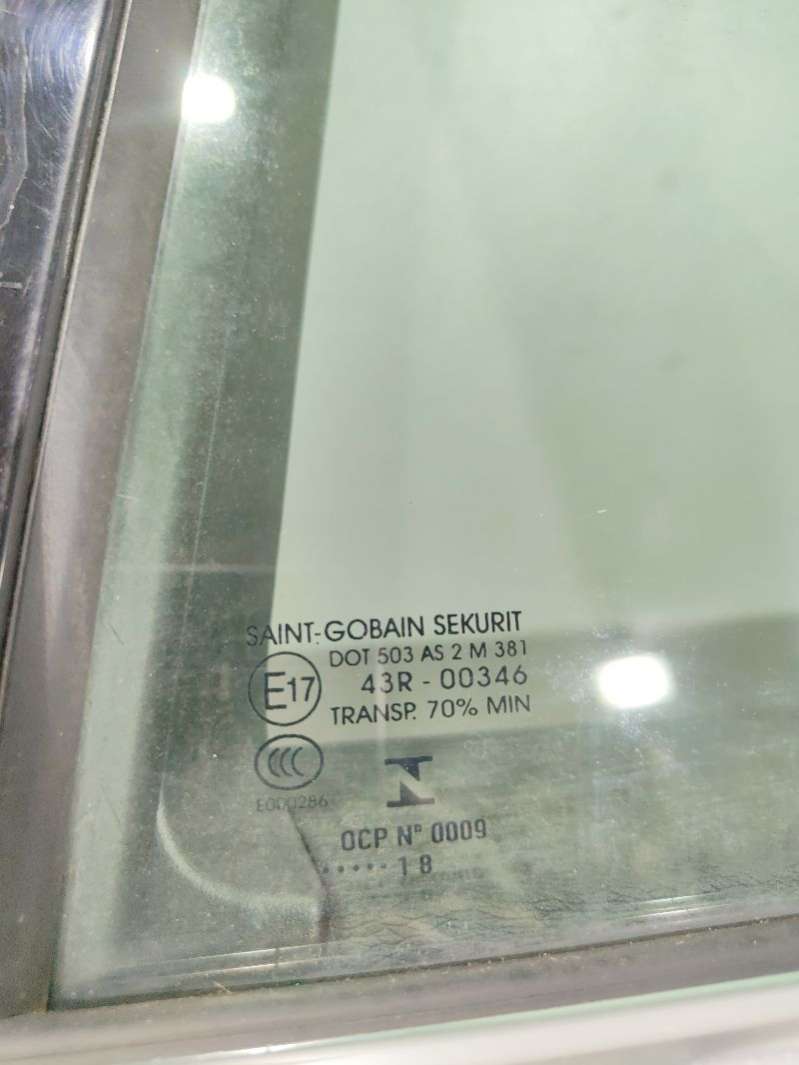 SAINT-GOBAIN SEKURIT
DOT 503 AS 2 M 381
E17
43R - 00346
TRANSP. 70% MIN
CCC
E000286
OCP Nº 0009
·····18